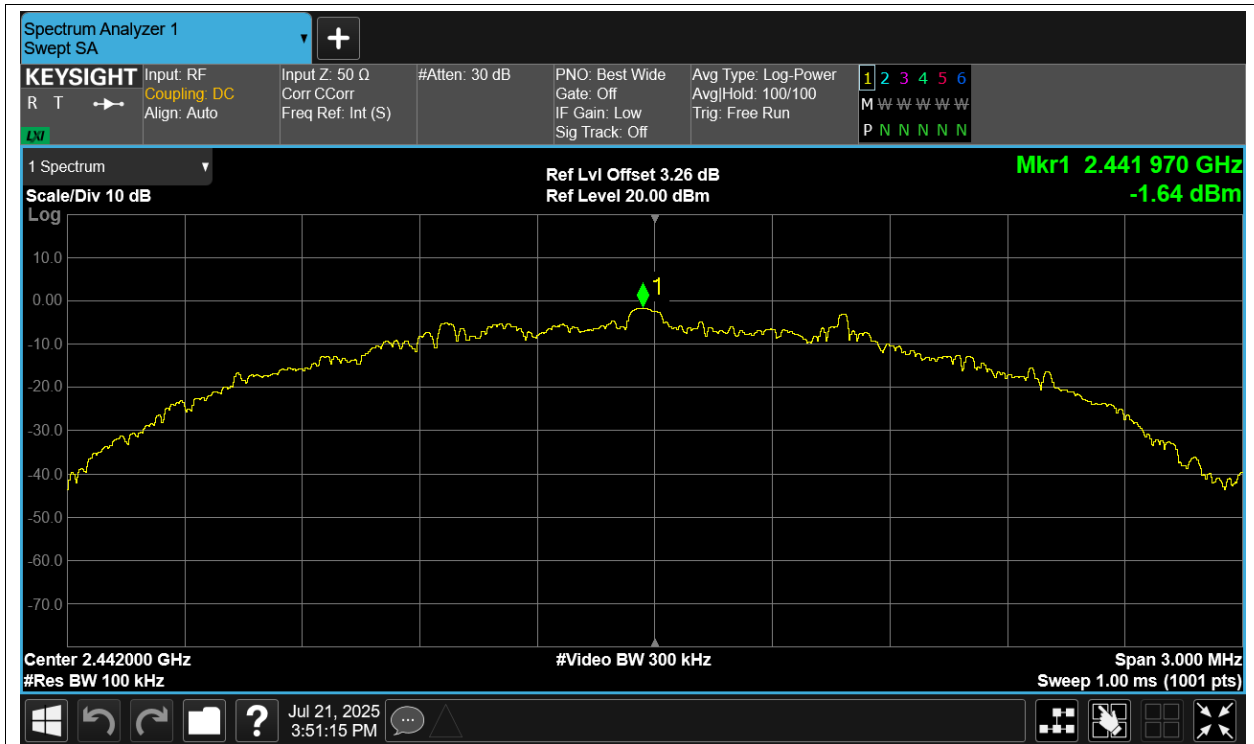 Spectrum Analyzer 1
Swept SA
+
KEYSIGHT
R T
LXI
Input: RF
Coupling: DC
Align: Auto
Input Z: 50 Ω
Corr CCorr
Freq Ref: Int (S)
#Atten: 30 dB
PNO: Best Wide
Gate: Off
IF Gain: Low
Sig Track: Off
Avg Type: Log-Power
Avg|Hold: 100/100
Trig: Free Run
1 2 3 4 5 6
M W W W W W
P N N N N N
1 Spectrum
Scale/Div 10 dB
Ref Lvl Offset 3.26 dB
Ref Level 20.00 dBm
Mkr1 2.441 970 GHz
-1.64 dBm
Log
10.0
0.00
-10.0
-20.0
-30.0
-40.0
-50.0
-60.0
-70.0
1
Center 2.442000 GHz
#Res BW 100 kHz
#Video BW 300 kHz
Span 3.000 MHz
Sweep 1.00 ms (1001 pts)
?
Jul 21, 2025
3:51:15 PM